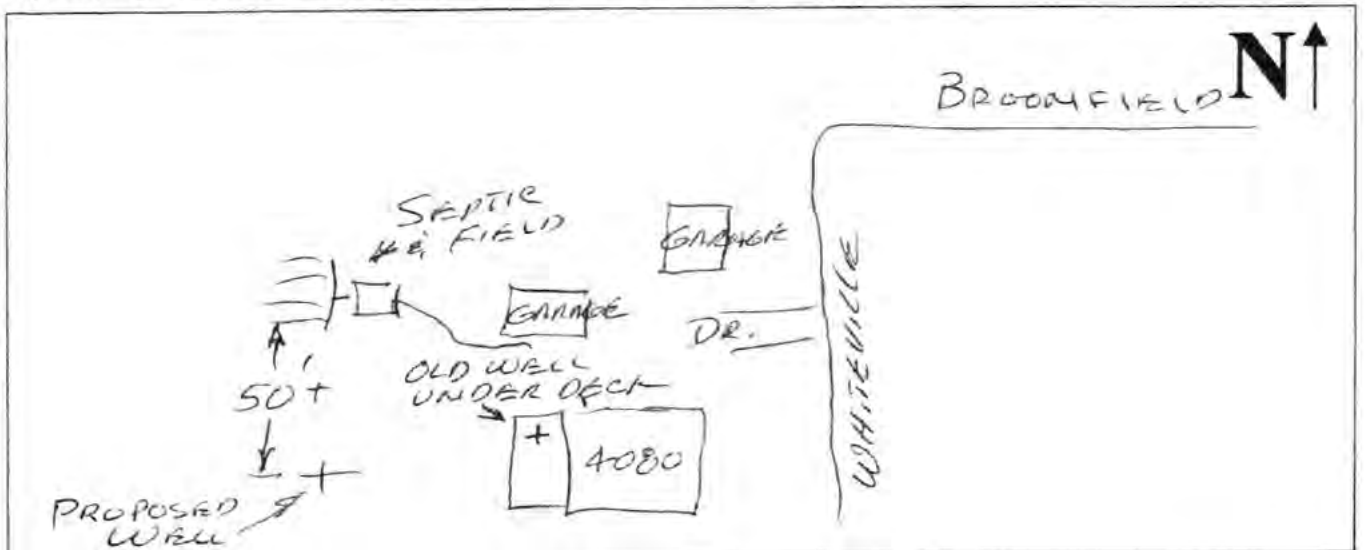 N
BROOMFIELD
SEPTIC
& FIELD
GARAGE
GARAGE
DR.
WHITEVILLE
50'+
OLD WELL
UNDER DECK
+
4080
PROPOSED
WELL